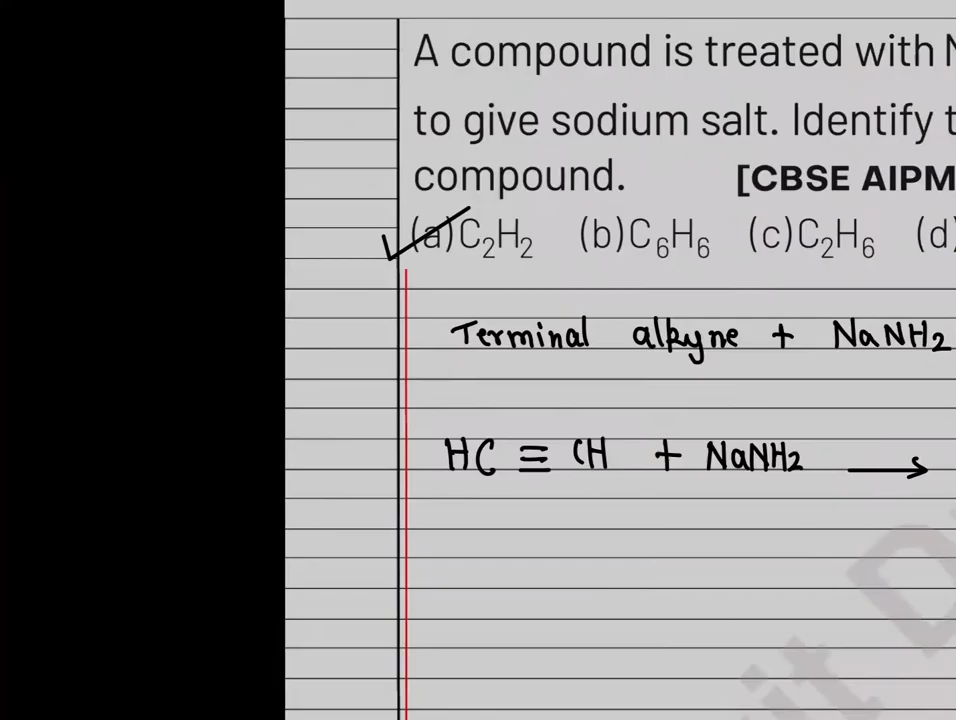 A compound is treated with
to give sodium salt. Identify
compound. [CBSE AIPM
(a)C₂H₂ (b)C₆H₆ (c)C₂H₆ (d)
Terminal alkyne + NaNH₂
HC ≡ CH + NaNH₂ ⟶